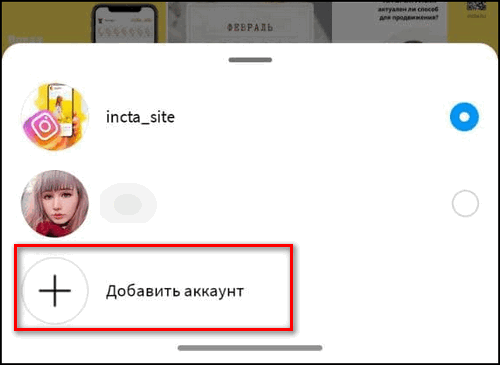 ФЕВРАЛЬ
актуален ли способ
для продвижения?
incta_site
Добавить аккаунт